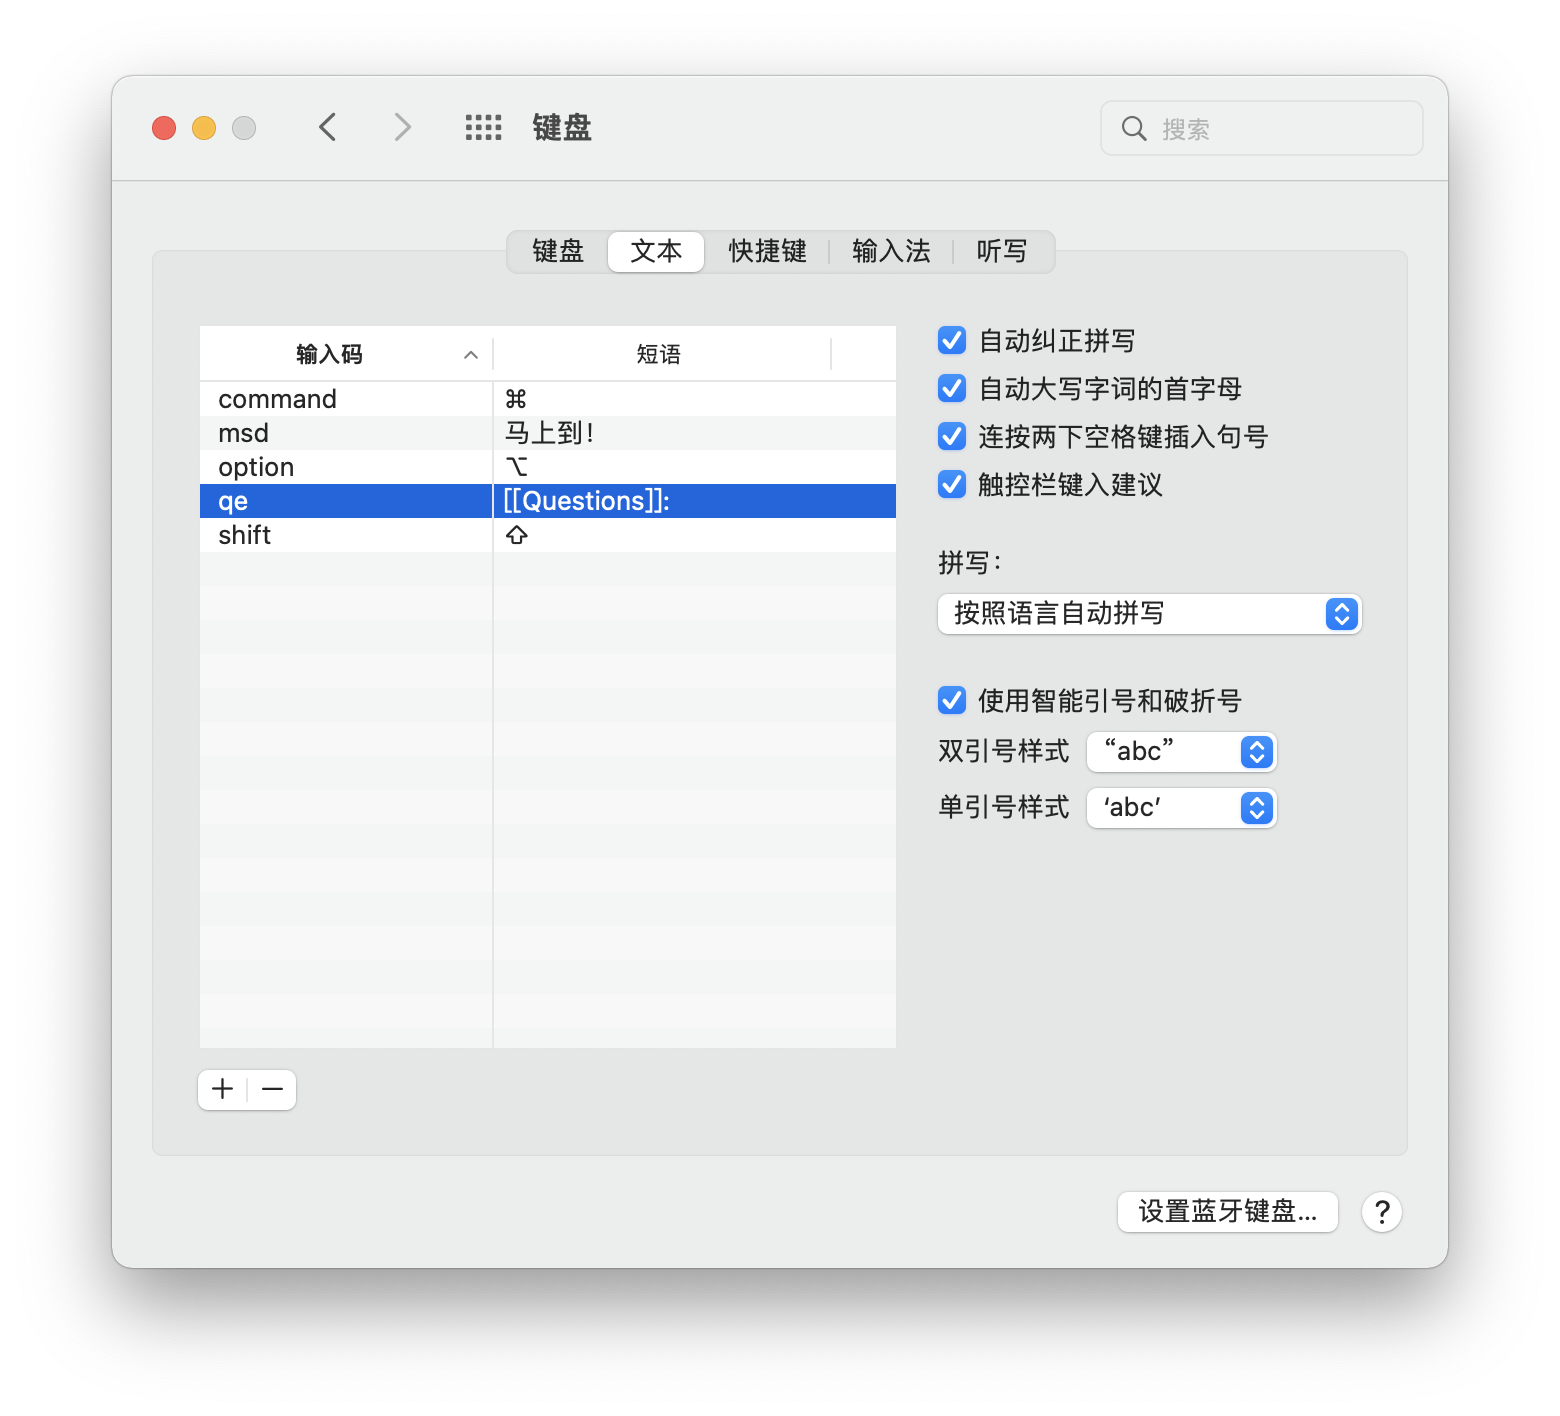 键盘
搜索
键盘 文本 快捷键 输入法 听写
输入码 短语
command ⌘
msd 马上到！
option ⌥
qe [[Questions]]:
shift ⇧
自动纠正拼写
自动大写字词的首字母
连按两下空格键插入句号
触控栏键入建议
拼写：
按照语言自动拼写
使用智能引号和破折号
双引号样式 “abc”
单引号样式 ‘abc’
设置蓝牙键盘... ?